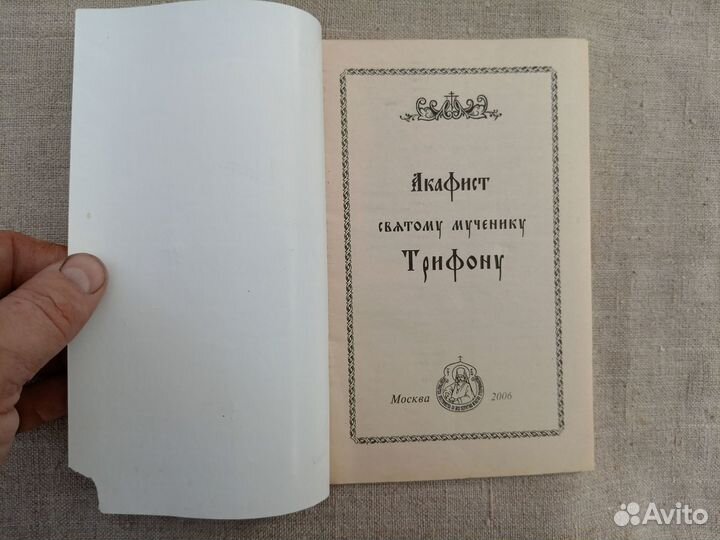 Акафист
святому мученику
Трифону
Москва 2006
Avito